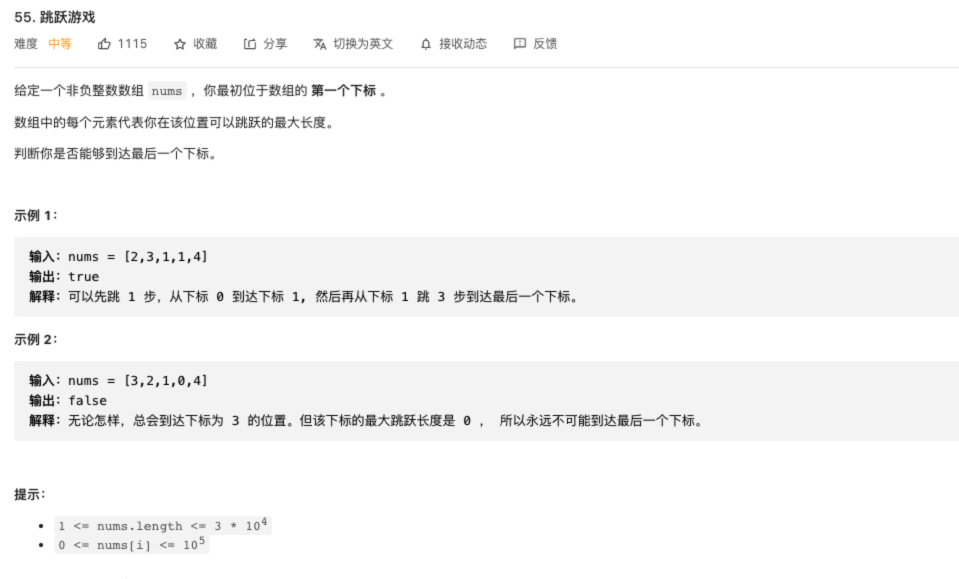 55. 跳跃游戏
难度 中等 1115 收藏 分享 切换为英文 接收动态 反馈
给定一个非负整数数组 nums ，你最初位于数组的 第一个下标 。
数组中的每个元素代表你在该位置可以跳跃的最大长度。
判断你是否能够到达最后一个下标。
示例 1：
输入：nums = [2,3,1,1,4]
输出：true
解释：可以先跳 1 步，从下标 0 到达下标 1, 然后再从下标 1 跳 3 步到达最后一个下标。
示例 2：
输入：nums = [3,2,1,0,4]
输出：false
解释：无论怎样，总会到达下标为 3 的位置。但该下标的最大跳跃长度是 0 ， 所以永远不可能到达最后一个下标。
提示：
• 1 <= nums.length <= 3 * 10⁴
• 0 <= nums[i] <= 10⁵